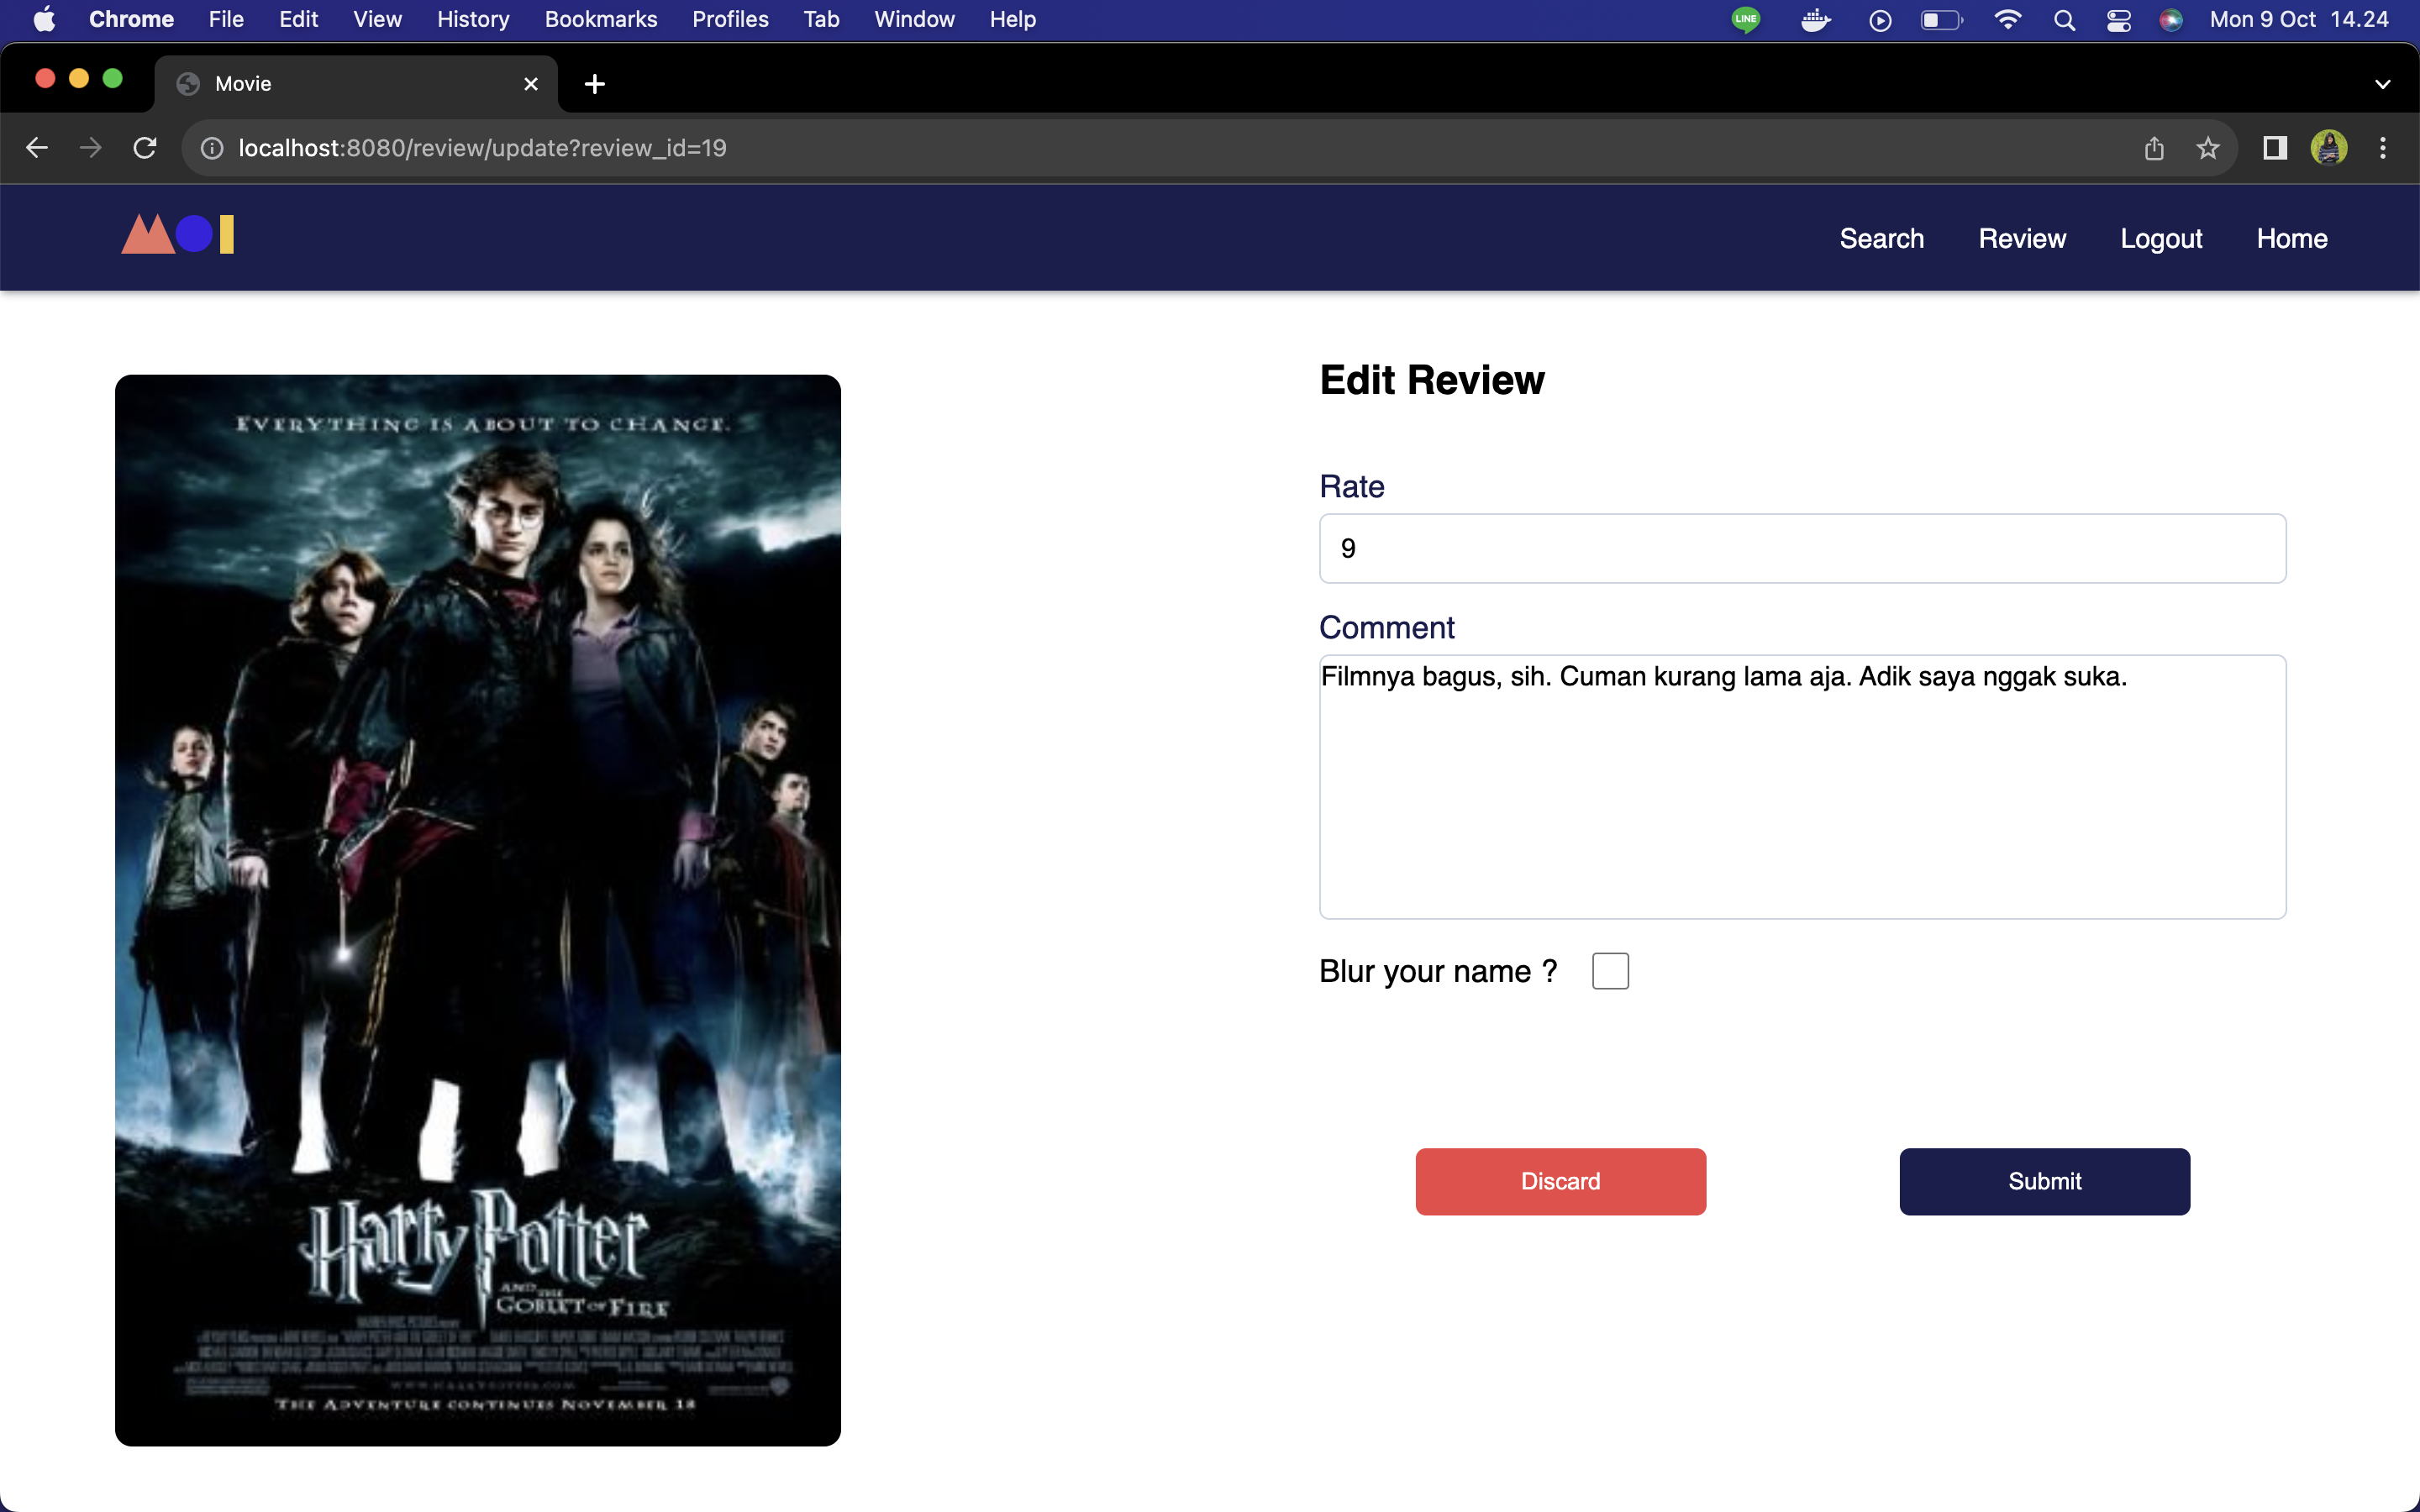 Chrome File Edit View History Bookmarks Profiles Tab Window Help LINE Mon 9 Oct 14.24
Movie
localhost:8080/review/update?review_id=19
Search Review Logout Home
EVERYTHING IS ABOUT TO CHANGE.
Harry Potter
AND THE
GOBLET OF FIRE
WWW.HARRYPOTTER.COM
THE ADVENTURE CONTINUES NOVEMBER 18
Edit Review
Rate
9
Comment
Filmnya bagus, sih. Cuman kurang lama aja. Adik saya nggak suka.
Blur your name ?
Discard Submit